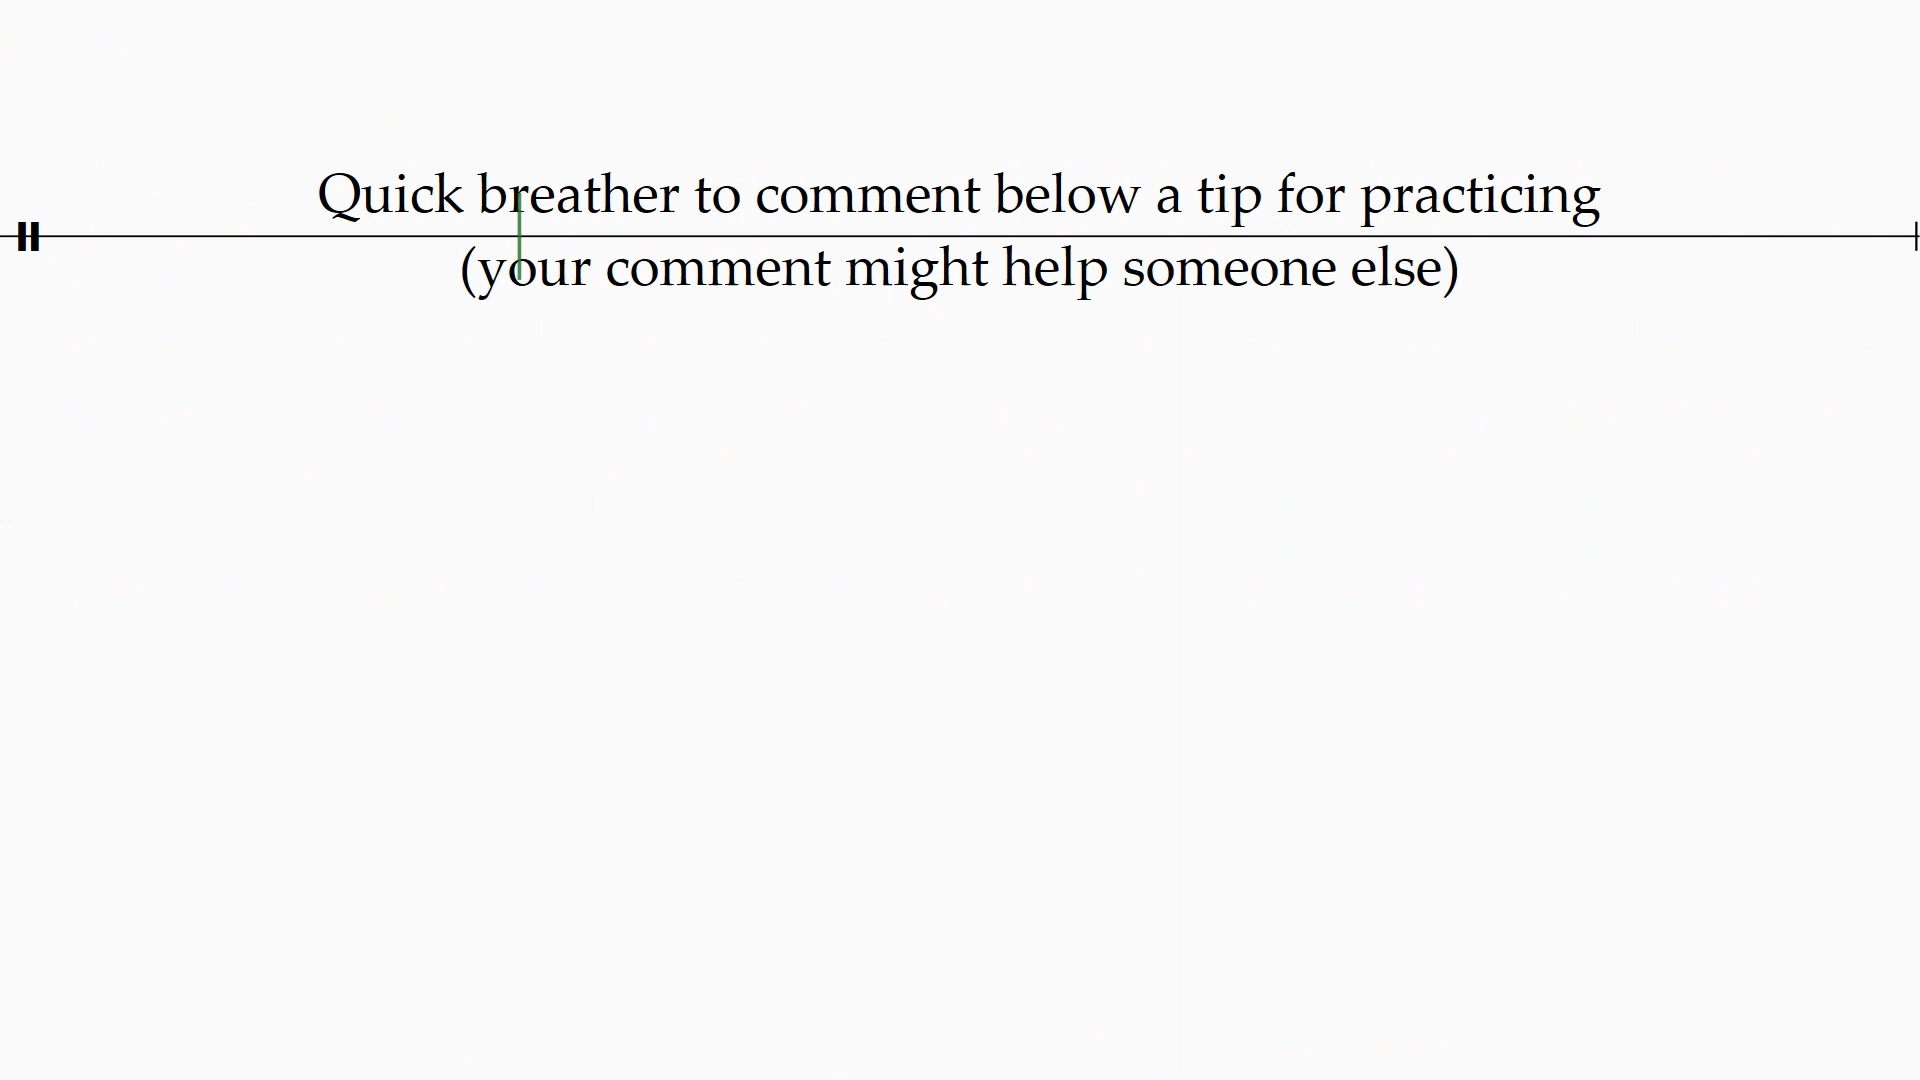 Quick breather to comment below a tip for practicing
(your comment might help someone else)